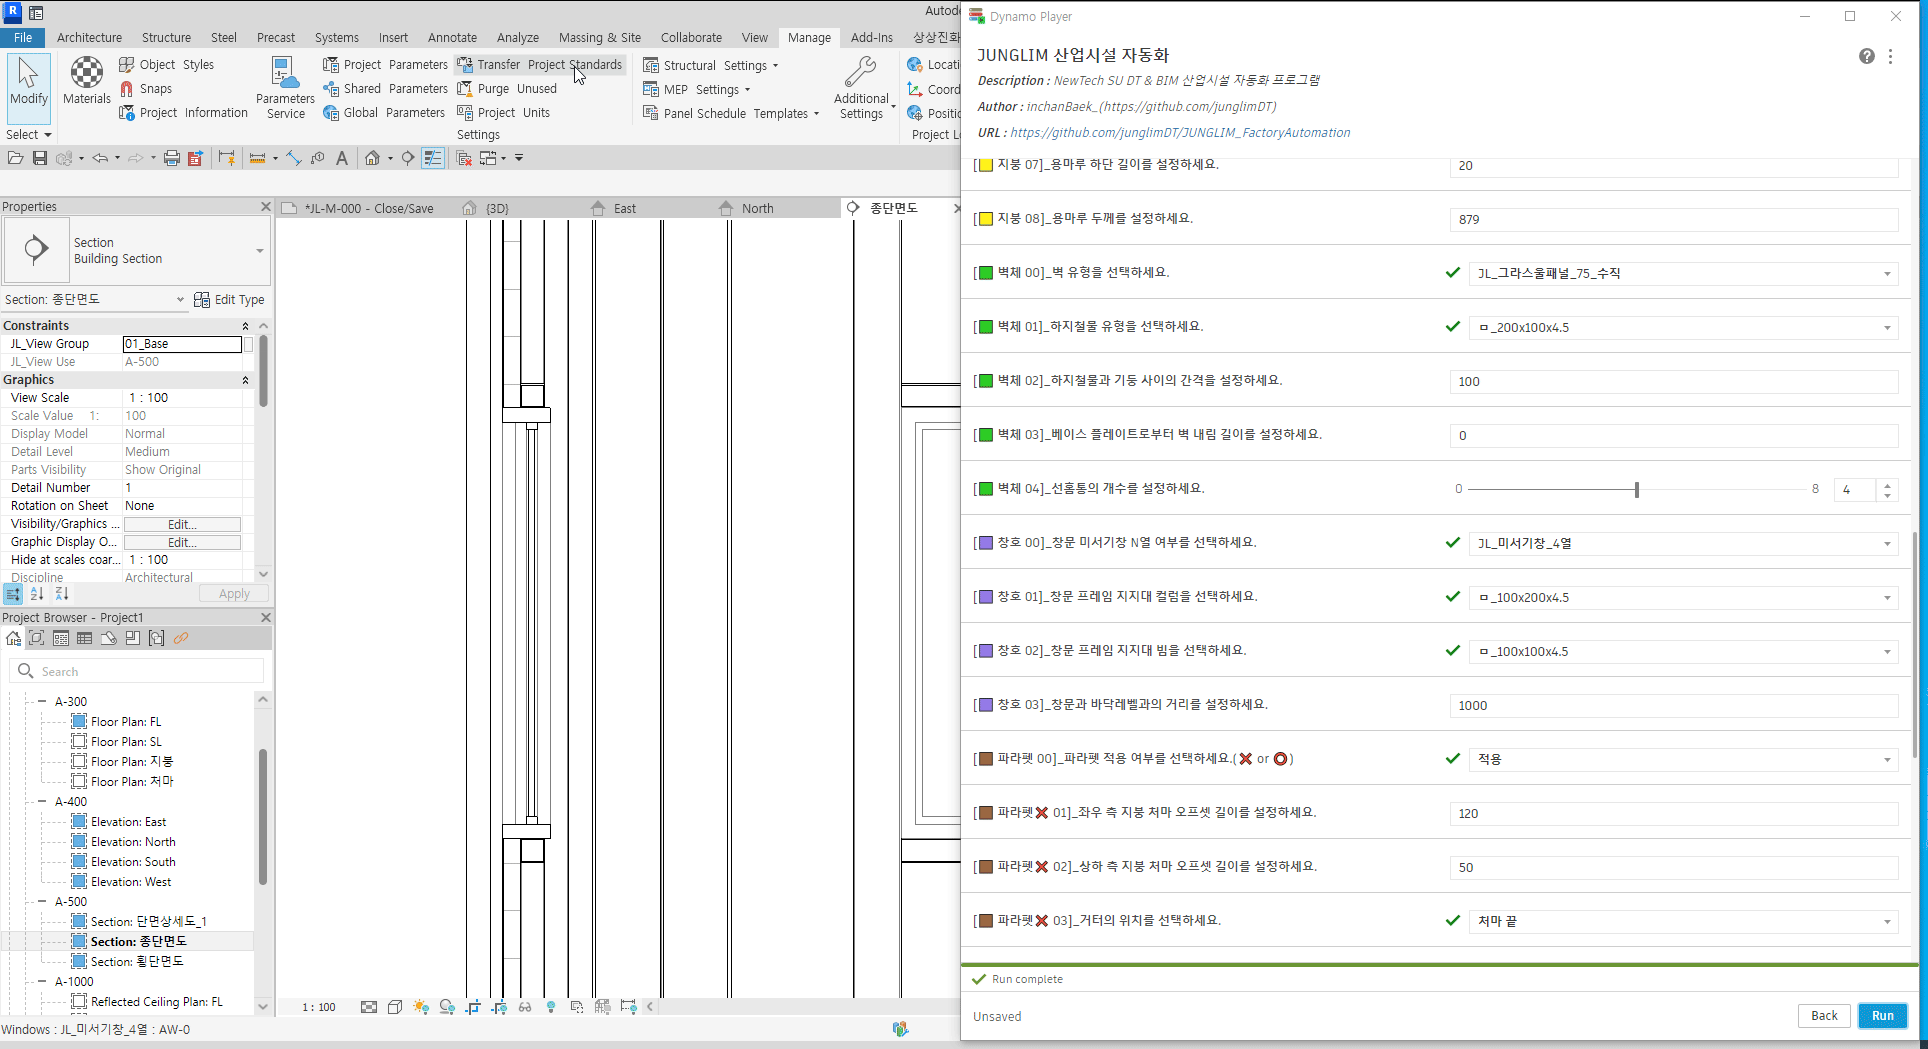 R
Autod
File Architecture Structure Steel Precast Systems Insert Annotate Analyze Massing & Site Collaborate View Manage Add-Ins 상상진화
Modify
Materials
Object Styles
Snaps
Project Information
Parameters Service
Project Parameters
Shared Parameters
Global Parameters
Transfer Project Standards
Purge Unused
Project Units
Structural Settings
MEP Settings
Panel Schedule Templates
Additional Settings
Locati
Coord
Positio
Select
Settings
Project Lo
Properties
*JL-M-000 - Close/Save
{3D}
East
North
종단면도
Section
Building Section
Section: 종단면도
Edit Type
Constraints
JL_View Group 01_Base
JL_View Use A-500
Graphics
View Scale 1 : 100
Scale Value 1: 100
Display Model Normal
Detail Level Medium
Parts Visibility Show Original
Detail Number 1
Rotation on Sheet None
Visibility/Graphics ... Edit...
Graphic Display O... Edit...
Hide at scales coar... 1 : 100
Discipline Architectural
Apply
Project Browser - Project1
Search
A-300
Floor Plan: FL
Floor Plan: SL
Floor Plan: 지붕
Floor Plan: 처마
A-400
Elevation: East
Elevation: North
Elevation: South
Elevation: West
A-500
Section: 단면상세도_1
Section: 종단면도
Section: 횡단면도
A-1000
Reflected Ceiling Plan: FL
1 : 100
Windows : JL_미서기창_4열 : AW-0
Dynamo Player
JUNGLIM 산업시설 자동화
Description : NewTech SU DT & BIM 산업시설 자동화 프로그램
Author : inchanBaek_(https://github.com/junglimDT)
URL : https://github.com/junglimDT/JUNGLIM_FactoryAutomation
[🟨지붕 07]_용마루 하단 길이를 설정하세요. 20
[🟨지붕 08]_용마루 두께를 설정하세요. 879
[🟩벽체 00]_벽 유형을 선택하세요. JL_그라스울패널_75_수직
[🟩벽체 01]_하지철물 유형을 선택하세요. ㅁ_200x100x4.5
[🟩벽체 02]_하지철물과 기둥 사이의 간격을 설정하세요. 100
[🟩벽체 03]_베이스 플레이트로부터 벽 내림 길이를 설정하세요. 0
[🟩벽체 04]_선홈통의 개수를 설정하세요. 0 8 4
[🟪창호 00]_창문 미서기창 N열 여부를 선택하세요. JL_미서기창_4열
[🟪창호 01]_창문 프레임 지지대 컬럼을 선택하세요. ㅁ_100x200x4.5
[🟪창호 02]_창문 프레임 지지대 빔을 선택하세요. ㅁ_100x100x4.5
[🟪창호 03]_창문과 바닥레벨과의 거리를 설정하세요. 1000
[🟫파라펫 00]_파라펫 적용 여부를 선택하세요.(❌ or ⭕) 적용
[🟫파라펫❌ 01]_좌우 측 지붕 처마 오프셋 길이를 설정하세요. 120
[🟫파라펫❌ 02]_상하 측 지붕 처마 오프셋 길이를 설정하세요. 50
[🟫파라펫❌ 03]_거터의 위치를 선택하세요. 처마 끝
Run complete
Unsaved
Back
Run